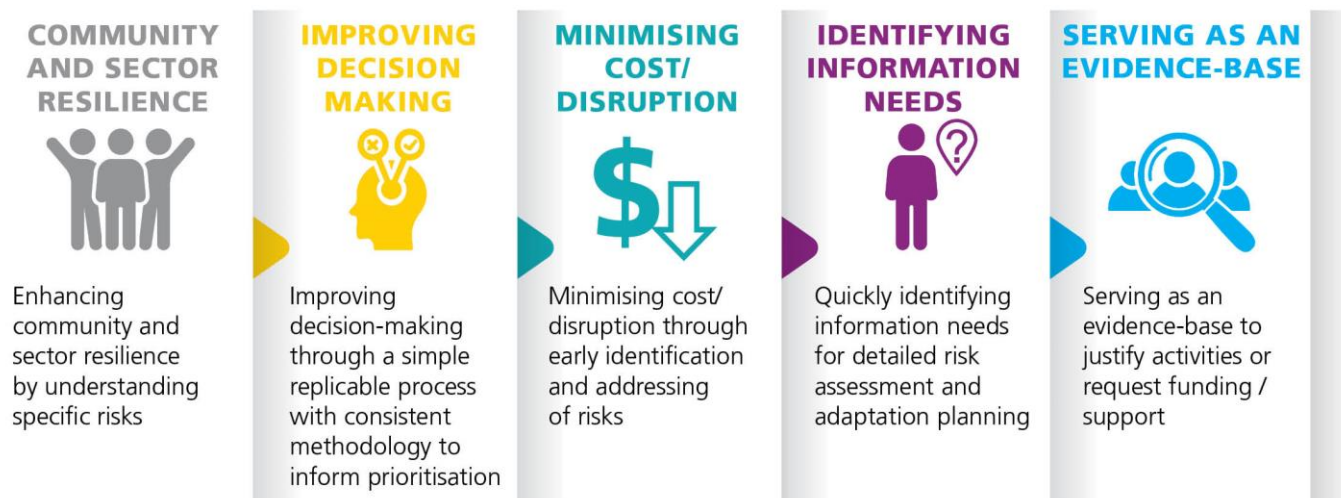 COMMUNITY
AND SECTOR
RESILIENCE
Enhancing
community and
sector resilience
by understanding
specific risks
IMPROVING
DECISION
MAKING
Improving
decision-making
through a simple
replicable process
with consistent
methodology to
inform prioritisation
MINIMISING
COST/
DISRUPTION
$
Minimising cost/
disruption through
early identification
and addressing
of risks
IDENTIFYING
INFORMATION
NEEDS
?
Quickly identifying
information needs
for detailed risk
assessment and
adaptation planning
SERVING AS AN
EVIDENCE-BASE
Serving as an
evidence-base to
justify activities or
request funding /
support